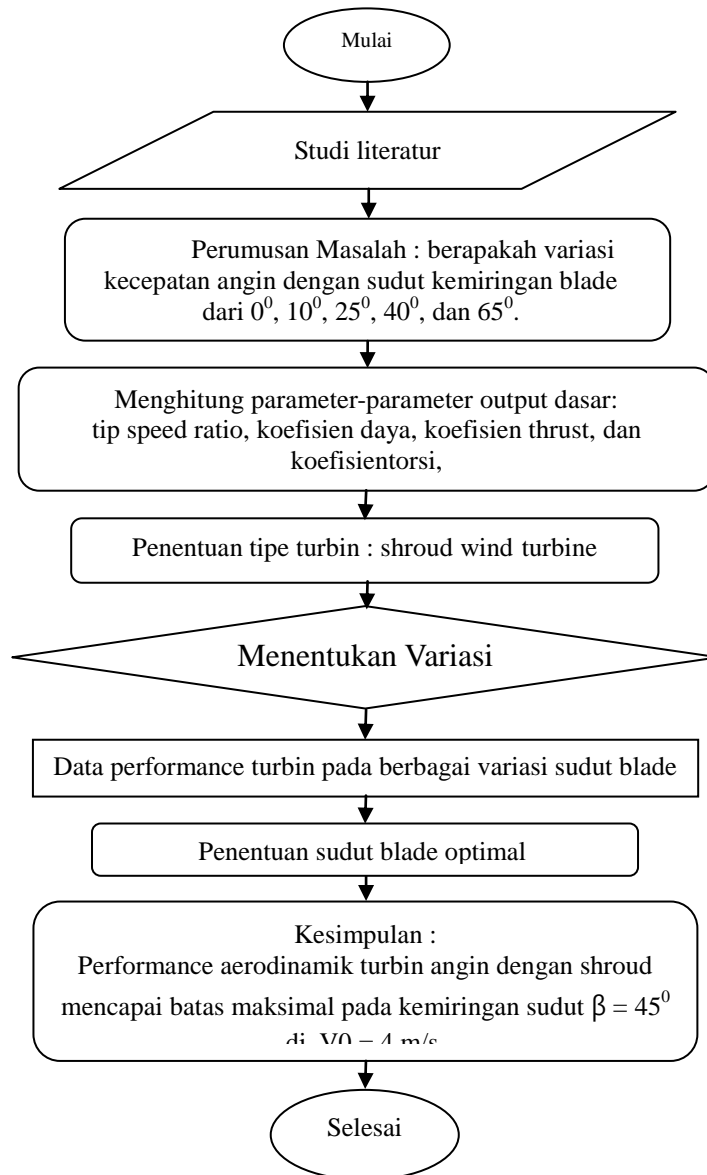 Mulai
Studi literatur
Perumusan Masalah : berapakah variasi
kecepatan angin dengan sudut kemiringan blade
dari 0⁰, 10⁰, 25⁰, 40⁰, dan 65⁰.
Menghitung parameter-parameter output dasar:
tip speed ratio, koefisien daya, koefisien thrust, dan
koefisientorsi,
Penentuan tipe turbin : shroud wind turbine
Menentukan Variasi
Data performance turbin pada berbagai variasi sudut blade
Penentuan sudut blade optimal
Kesimpulan :
Performance aerodinamik turbin angin dengan shroud
mencapai batas maksimal pada kemiringan sudut β = 45⁰
di V0 = 4 m/s
Selesai